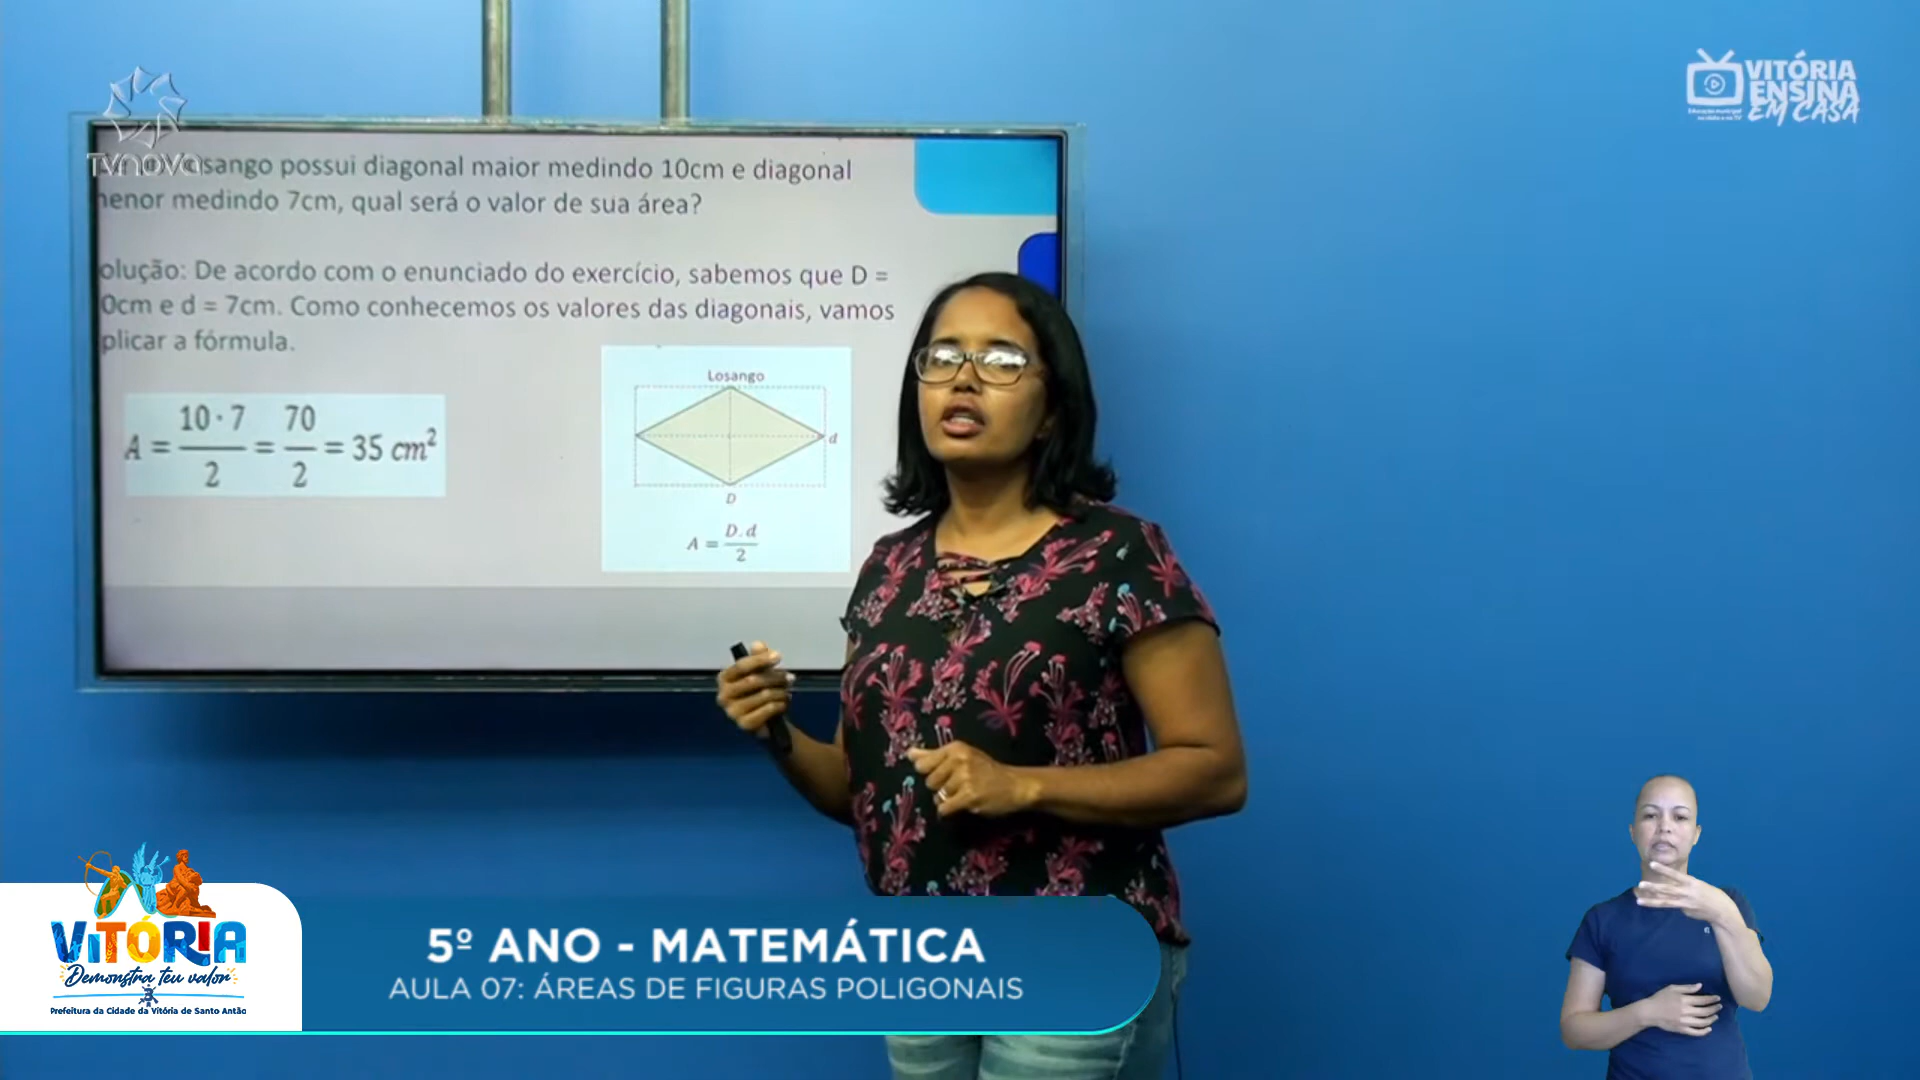 VITÓRIA
ENSINA
EM CASA
TVNOVA
sango possui diagonal maior medindo 10cm e diagonal
enor medindo 7cm, qual será o valor de sua área?
olução: De acordo com o enunciado do exercício, sabemos que D =
0cm e d = 7cm. Como conhecemos os valores das diagonais, vamos
plicar a fórmula.
A = 10 · 7 / 2 = 70 / 2 = 35 cm²
Losango
d
D
A = D . d / 2
VITÓRIA
Demonstra teu valor
Prefeitura da Cidade da Vitória de Santo Antão
5º ANO - MATEMÁTICA
AULA 07: ÁREAS DE FIGURAS POLIGONAIS